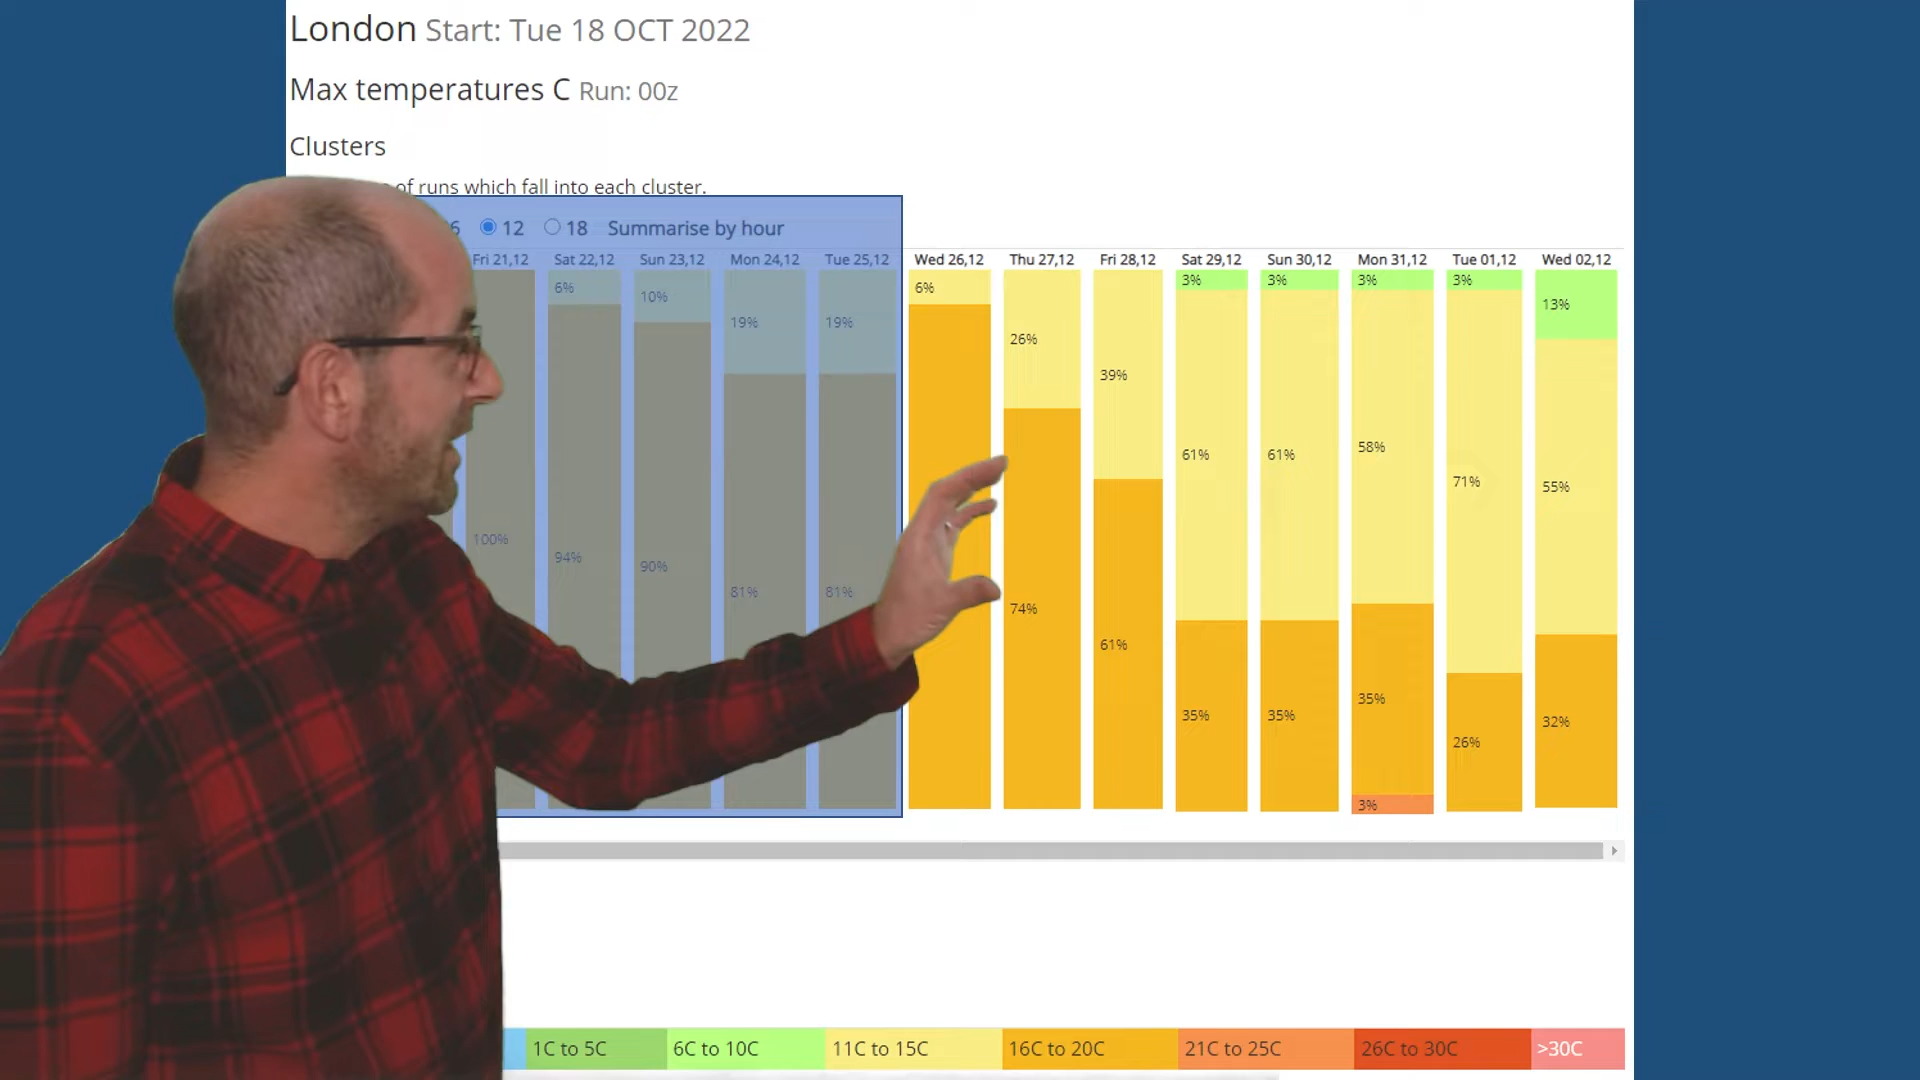 London Start: Tue 18 OCT 2022
Max temperatures C Run: 00z
Clusters
of runs which fall into each cluster.
6 12 18 Summarise by hour
Fri 21,12 Sat 22,12 Sun 23,12 Mon 24,12 Tue 25,12 Wed 26,12 Thu 27,12 Fri 28,12 Sat 29,12 Sun 30,12 Mon 31,12 Tue 01,12 Wed 02,12
3% 3% 3% 3%
6% 10% 6% 13%
19% 19% 26%
39%
61% 61% 58% 71% 55%
100% 94% 90% 81% 81% 74%
61%
35% 35% 35% 26% 32%
3%
1C to 5C 6C to 10C 11C to 15C 16C to 20C 21C to 25C 26C to 30C >30C